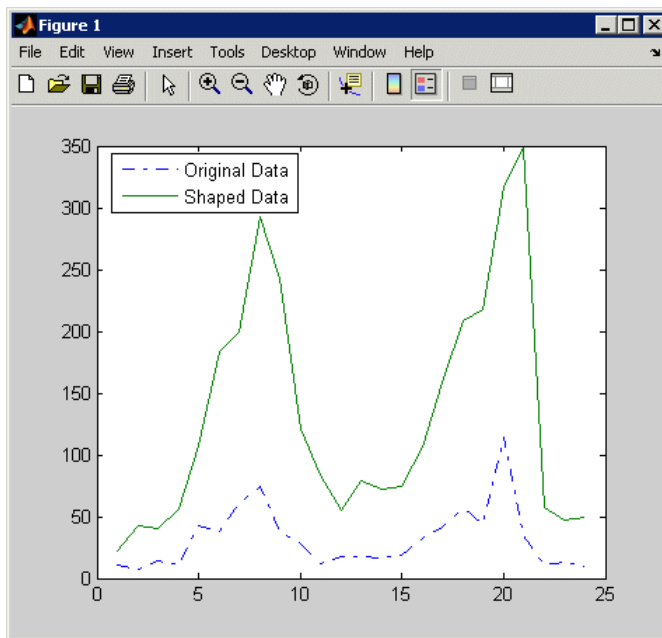 Figure 1
File Edit View Insert Tools Desktop Window Help
350
300
250
200
150
100
50
0
Original Data
Shaped Data
0 5 10 15 20 25